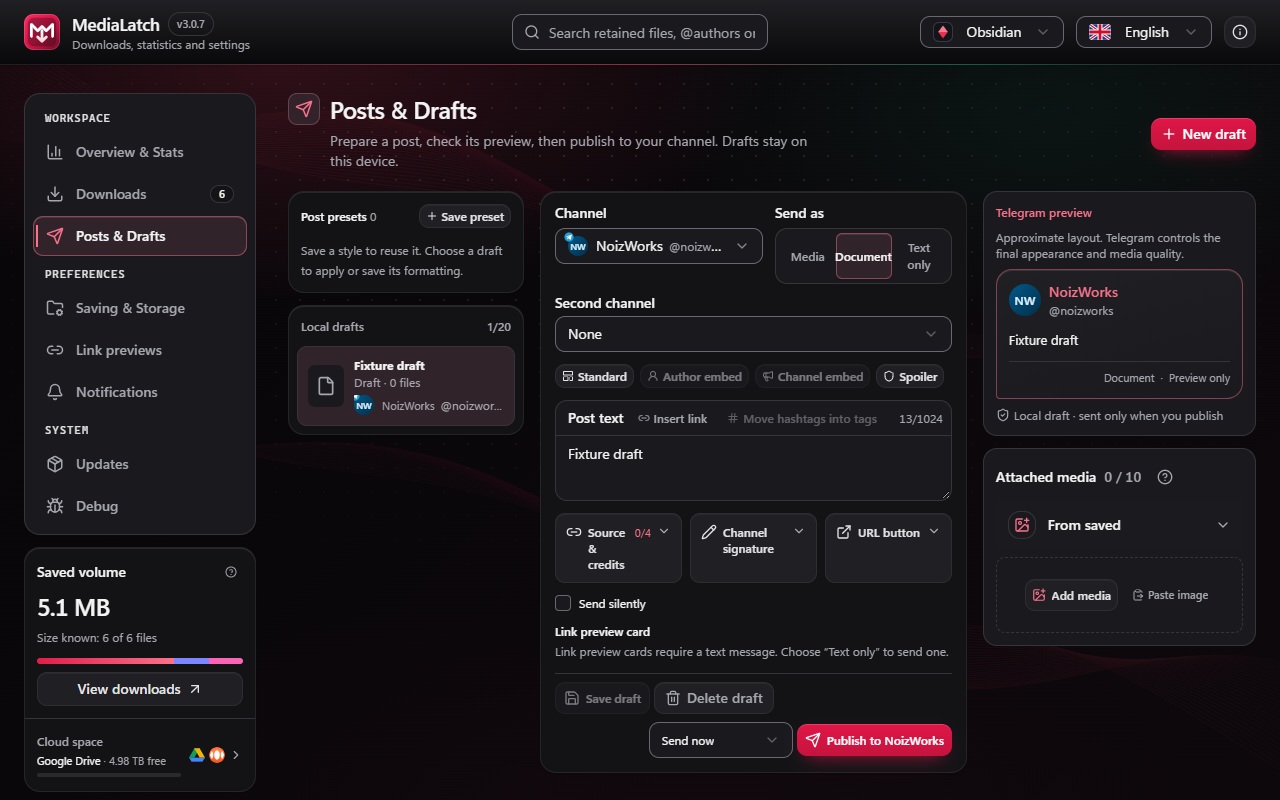 MediaLatch v3.0.7
Downloads, statistics and settings
Search retained files, @authors or
Obsidian
English
WORKSPACE
Overview & Stats
Downloads 6
Posts & Drafts
PREFERENCES
Saving & Storage
Link previews
Notifications
SYSTEM
Updates
Debug
Saved volume
5.1 MB
Size known: 6 of 6 files
View downloads
Cloud space
Google Drive · 4.98 TB free
Posts & Drafts
Prepare a post, check its preview, then publish to your channel. Drafts stay on
this device.
New draft
Post presets 0
Save preset
Save a style to reuse it. Choose a draft
to apply or save its formatting.
Local drafts 1/20
Fixture draft
Draft · 0 files
NW NoizWorks @noizwor...
Channel
NW NoizWorks @noizw...
Send as
Media
Document
Text
only
Second channel
None
Standard
Author embed
Channel embed
Spoiler
Post text
Insert link
# Move hashtags into tags
13/1024
Fixture draft
Source
&
credits
0/4
Channel
signature
URL button
Send silently
Link preview card
Link preview cards require a text message. Choose “Text only” to send one.
Save draft
Delete draft
Send now
Publish to NoizWorks
Telegram preview
Approximate layout. Telegram controls the
final appearance and media quality.
NW
NoizWorks
@noizworks
Fixture draft
Document · Preview only
Local draft · sent only when you publish
Attached media 0 / 10
From saved
Add media
Paste image